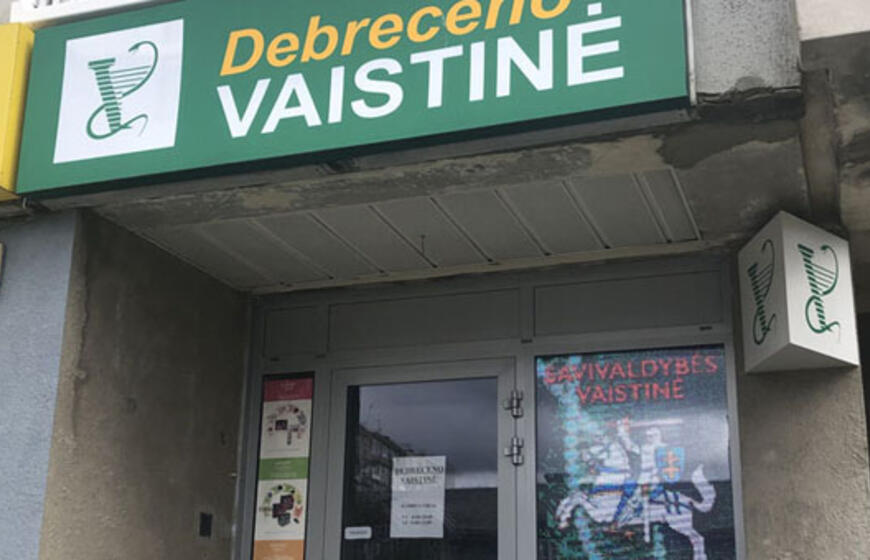 Debreceno
VAISTINĖ
SAVIVALDYBĖS
VAISTINĖ
DEBRECENO
VAISTINĖ